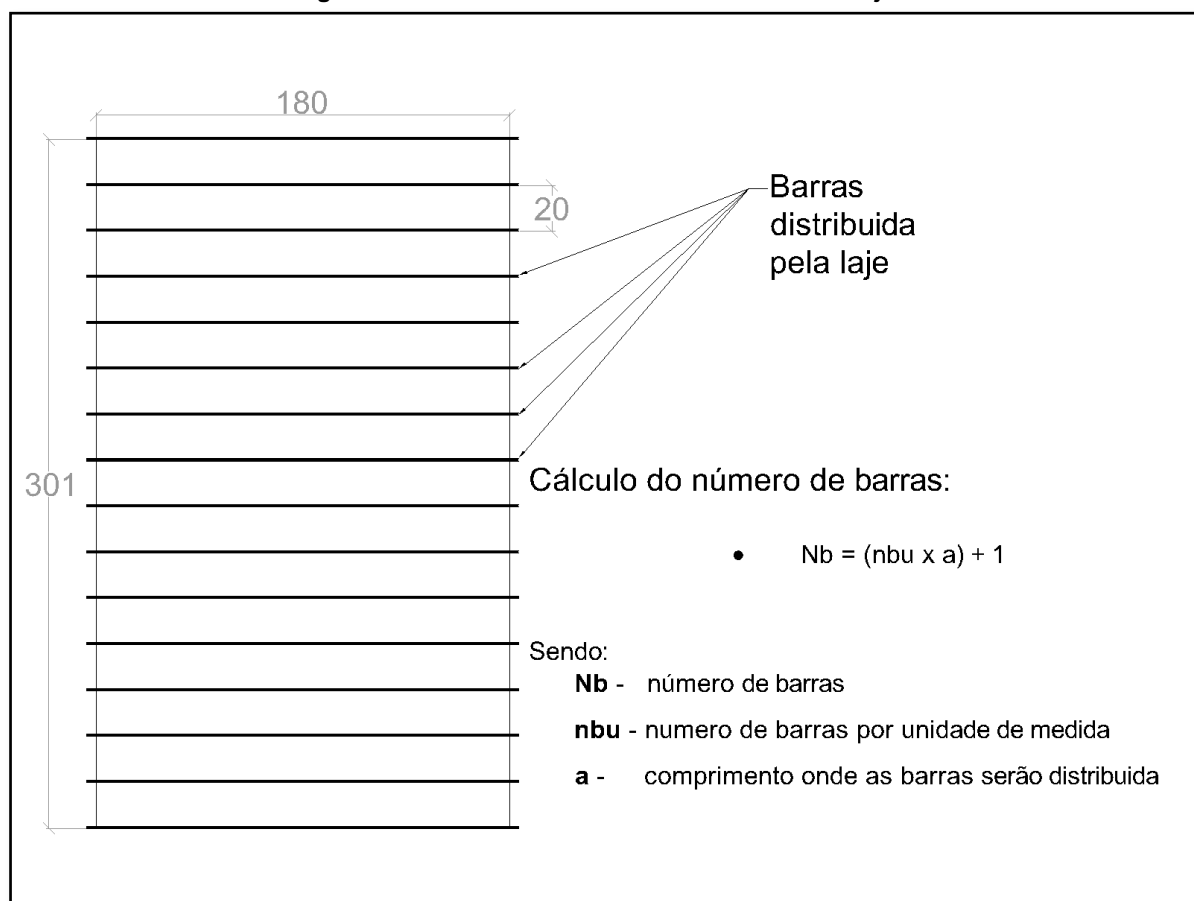 180
20
Barras
distribuida
pela laje
301
Cálculo do número de barras:
• Nb = (nbu x a) + 1
Sendo:
Nb - número de barras
nbu - numero de barras por unidade de medida
a - comprimento onde as barras serão distribuida